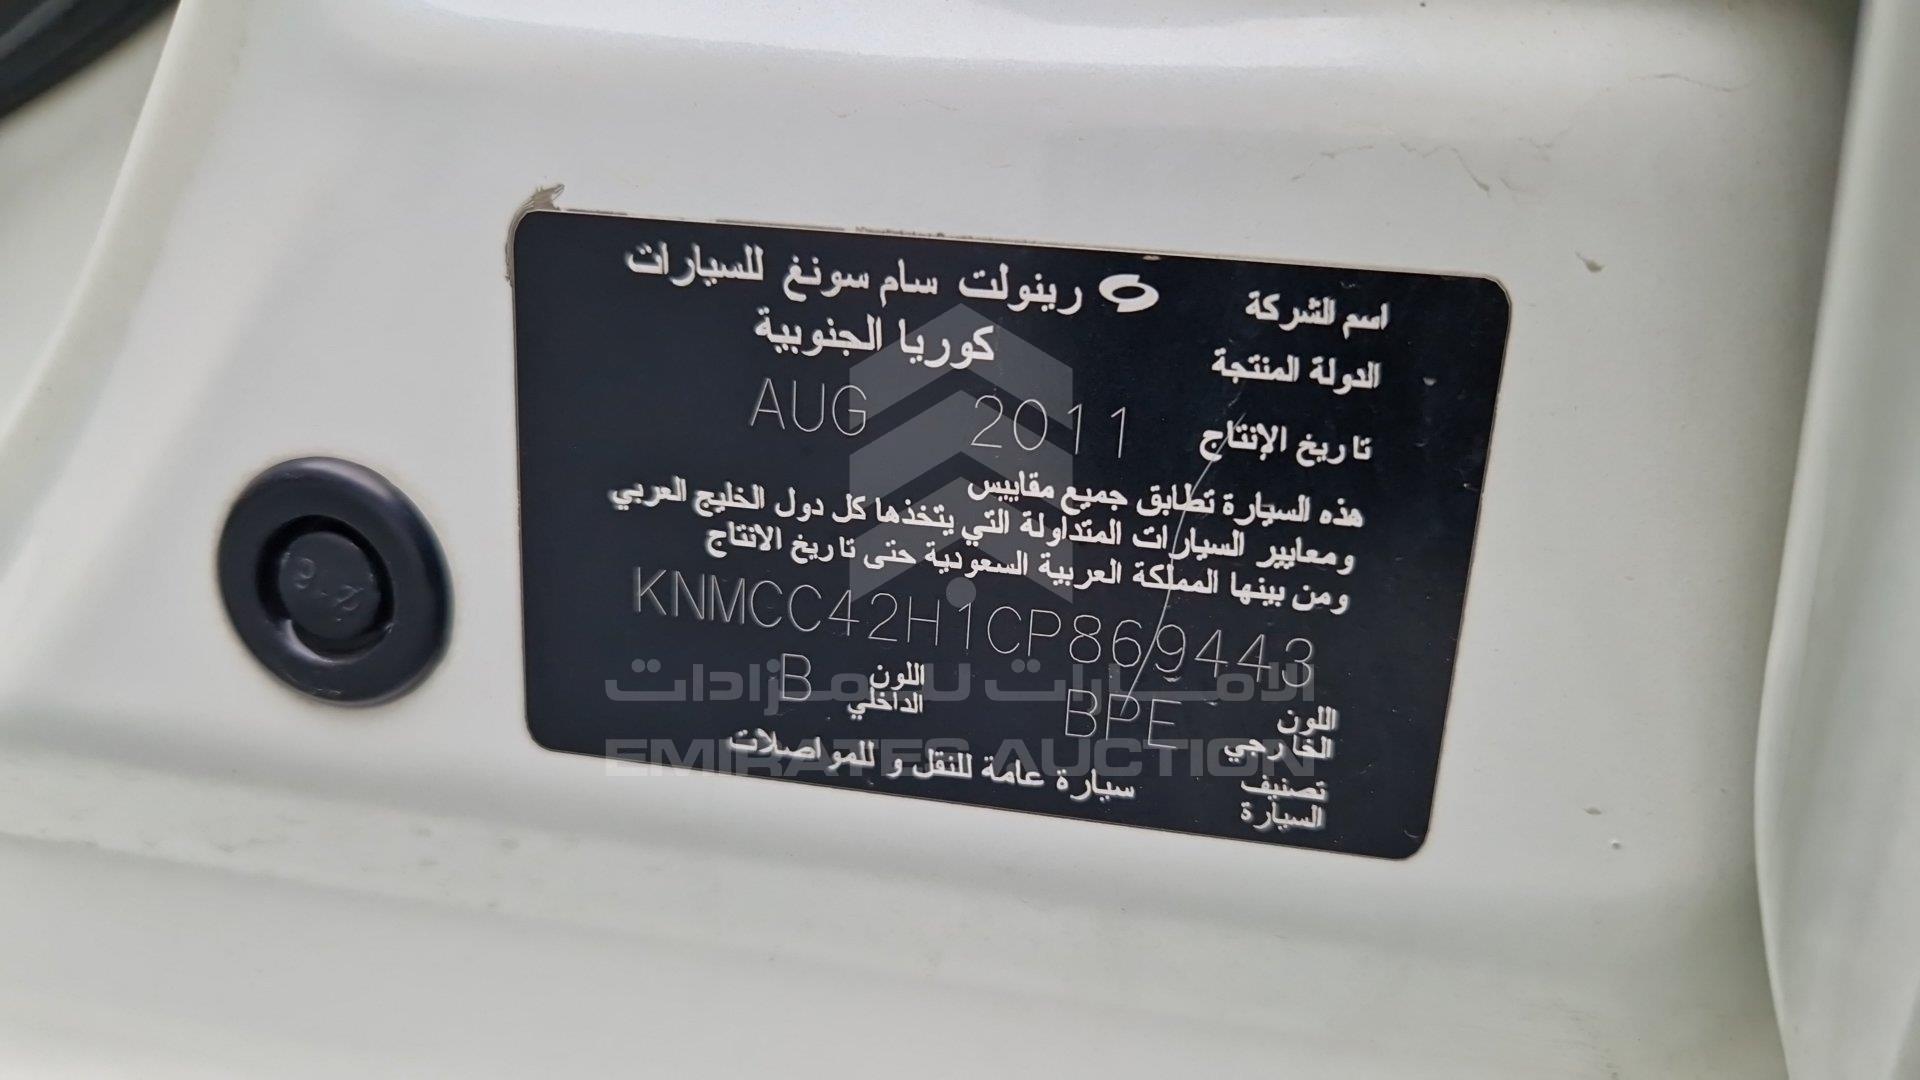 اسم الشركة رينولت سام سونغ للسيارات
الدولة المنتجة كوريا الجنوبية
تاريخ الإنتاج AUG 2011
هذه السيارة تطابق جميع مقاييس
ومعايير السيارات المتداولة التي يتخذها كل دول الخليج العربي
ومن بينها المملكة العربية السعودية حتى تاريخ الانتاج
KNMCC42H1CP869443
اللون الخارجي BPE اللون الداخلي B
تصنيف السيارة سيارة عامة للنقل و للمواصلات
الامارات للمزادات
EMIRATES AUCTION